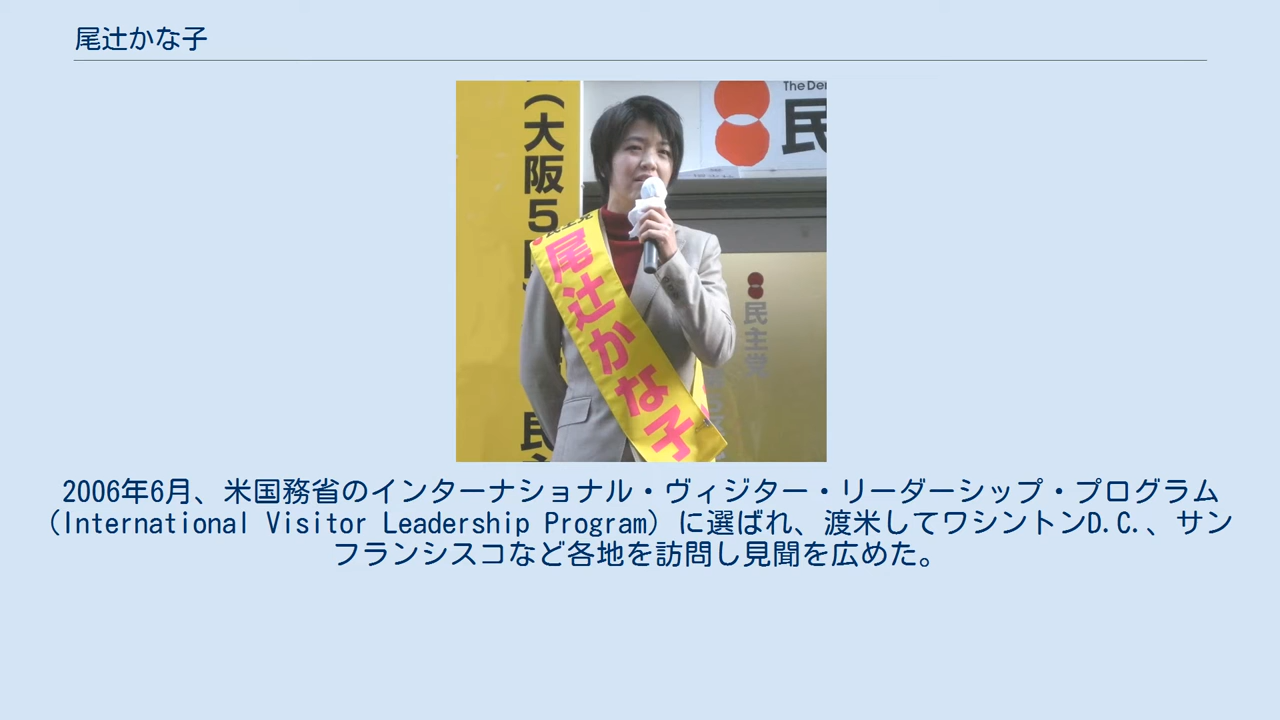 尾辻かな子
（大阪5
The De
民
民主党
尾辻かな子
民主党
民主
2006年6月、米国務省のインターナショナル・ヴィジター・リーダーシップ・プログラム
（International Visitor Leadership Program）に選ばれ、渡米してワシントンD.C.、サン
フランシスコなど各地を訪問し見聞を広めた。